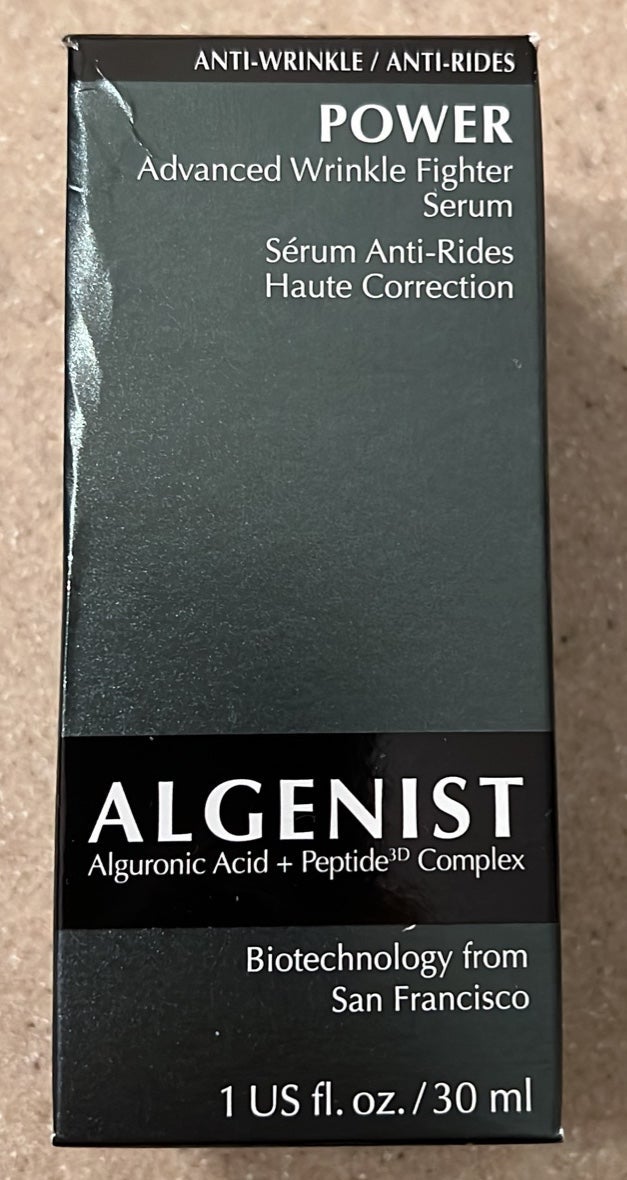 ANTI-WRINKLE / ANTI-RIDES
POWER
Advanced Wrinkle Fighter
Serum
Sérum Anti-Rides
Haute Correction
ALGENIST
Alguronic Acid + Peptide³ᴰ Complex
Biotechnology from
San Francisco
1 US fl. oz. / 30 ml